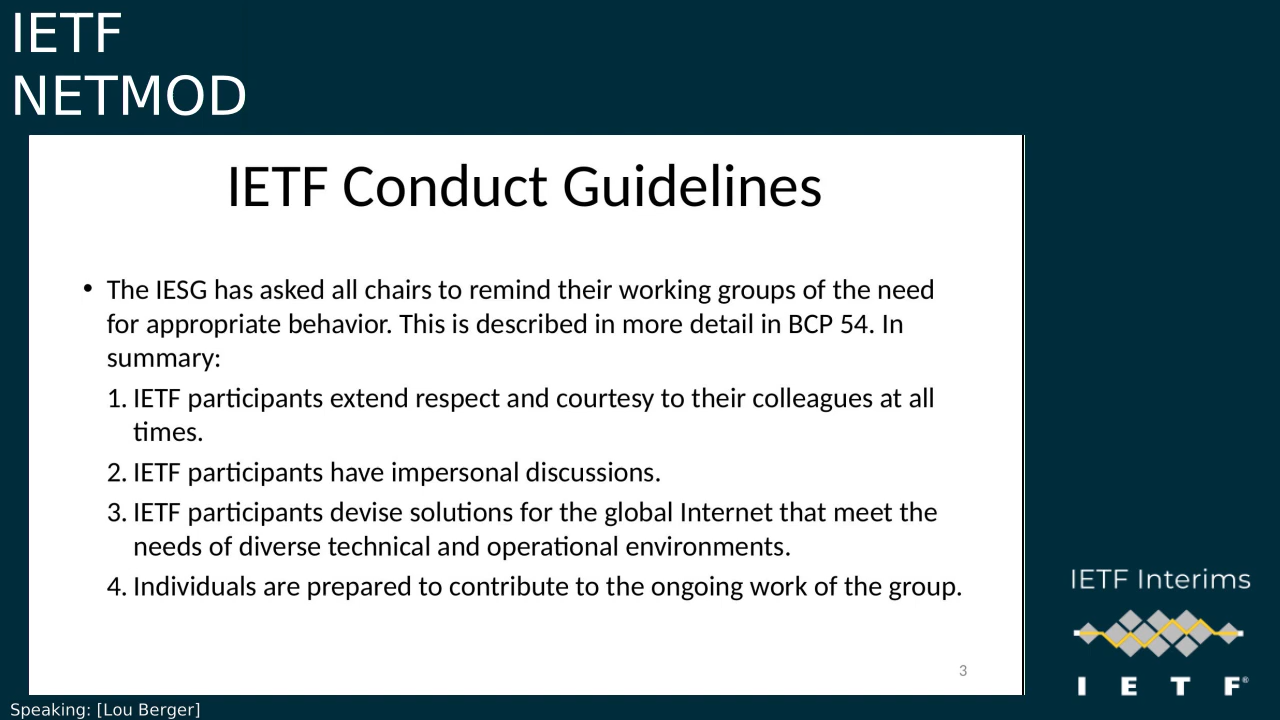 IETF
NETMOD
IETF Conduct Guidelines
• The IESG has asked all chairs to remind their working groups of the need
for appropriate behavior. This is described in more detail in BCP 54. In
summary:
1. IETF participants extend respect and courtesy to their colleagues at all
times.
2. IETF participants have impersonal discussions.
3. IETF participants devise solutions for the global Internet that meet the
needs of diverse technical and operational environments.
4. Individuals are prepared to contribute to the ongoing work of the group.
3
IETF Interims
I E T F®
Speaking: [Lou Berger]